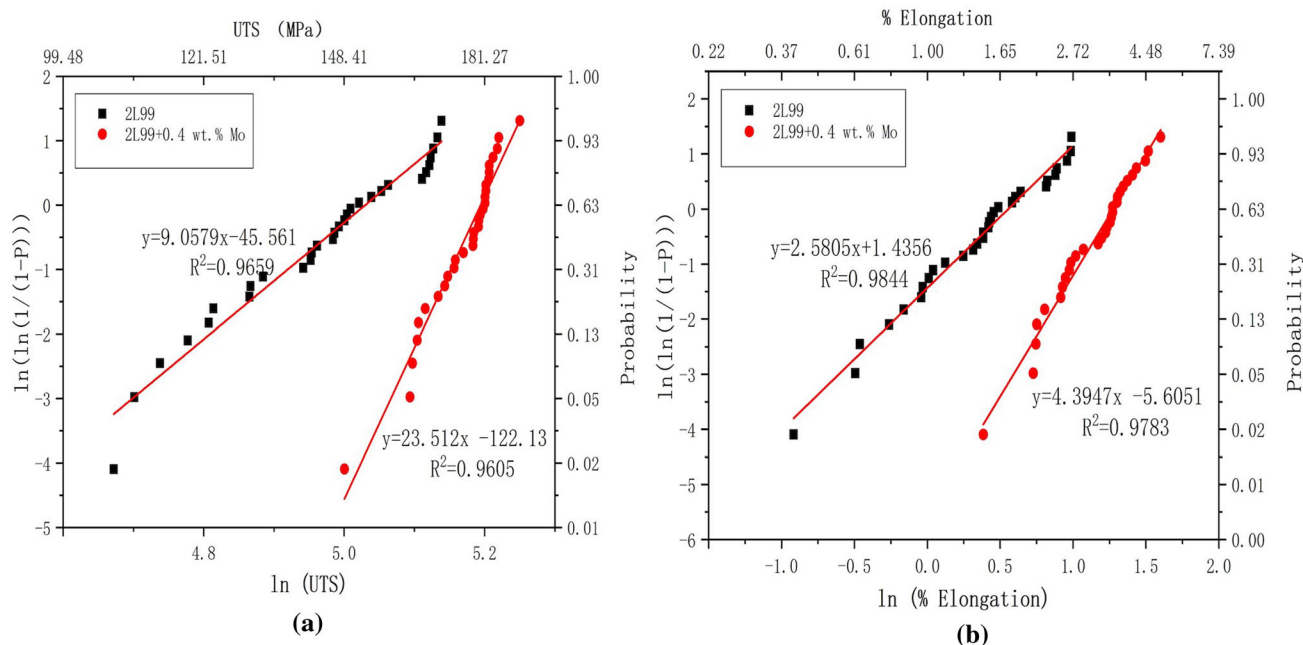 UTS (MPa)
99.48 121.51 148.41 181.27
2L99
2L99+0.4 wt.% Mo
2
1
0
-1
-2
-3
-4
-5
1.00
0.93
0.63
0.31
0.13
0.05
0.02
0.01
ln(ln(1/(1-P)))
Probability
y=9.0579x-45.561
R²=0.9659
y=23.512x -122.13
R²=0.9605
4.8 5.0 5.2
ln (UTS)
(a)
% Elongation
0.22 0.37 0.61 1.00 1.65 2.72 4.48 7.39
2L99
2L99+0.4 wt.% Mo
2
1
0
-1
-2
-3
-4
-5
-6
1.00
0.93
0.63
0.31
0.13
0.05
0.02
0.01
0.00
ln(ln(1/(1-P)))
Probability
y=2.5805x+1.4356
R²=0.9844
y=4.3947x -5.6051
R²=0.9783
-1.0 -0.5 0.0 0.5 1.0 1.5 2.0
ln (% Elongation)
(b)